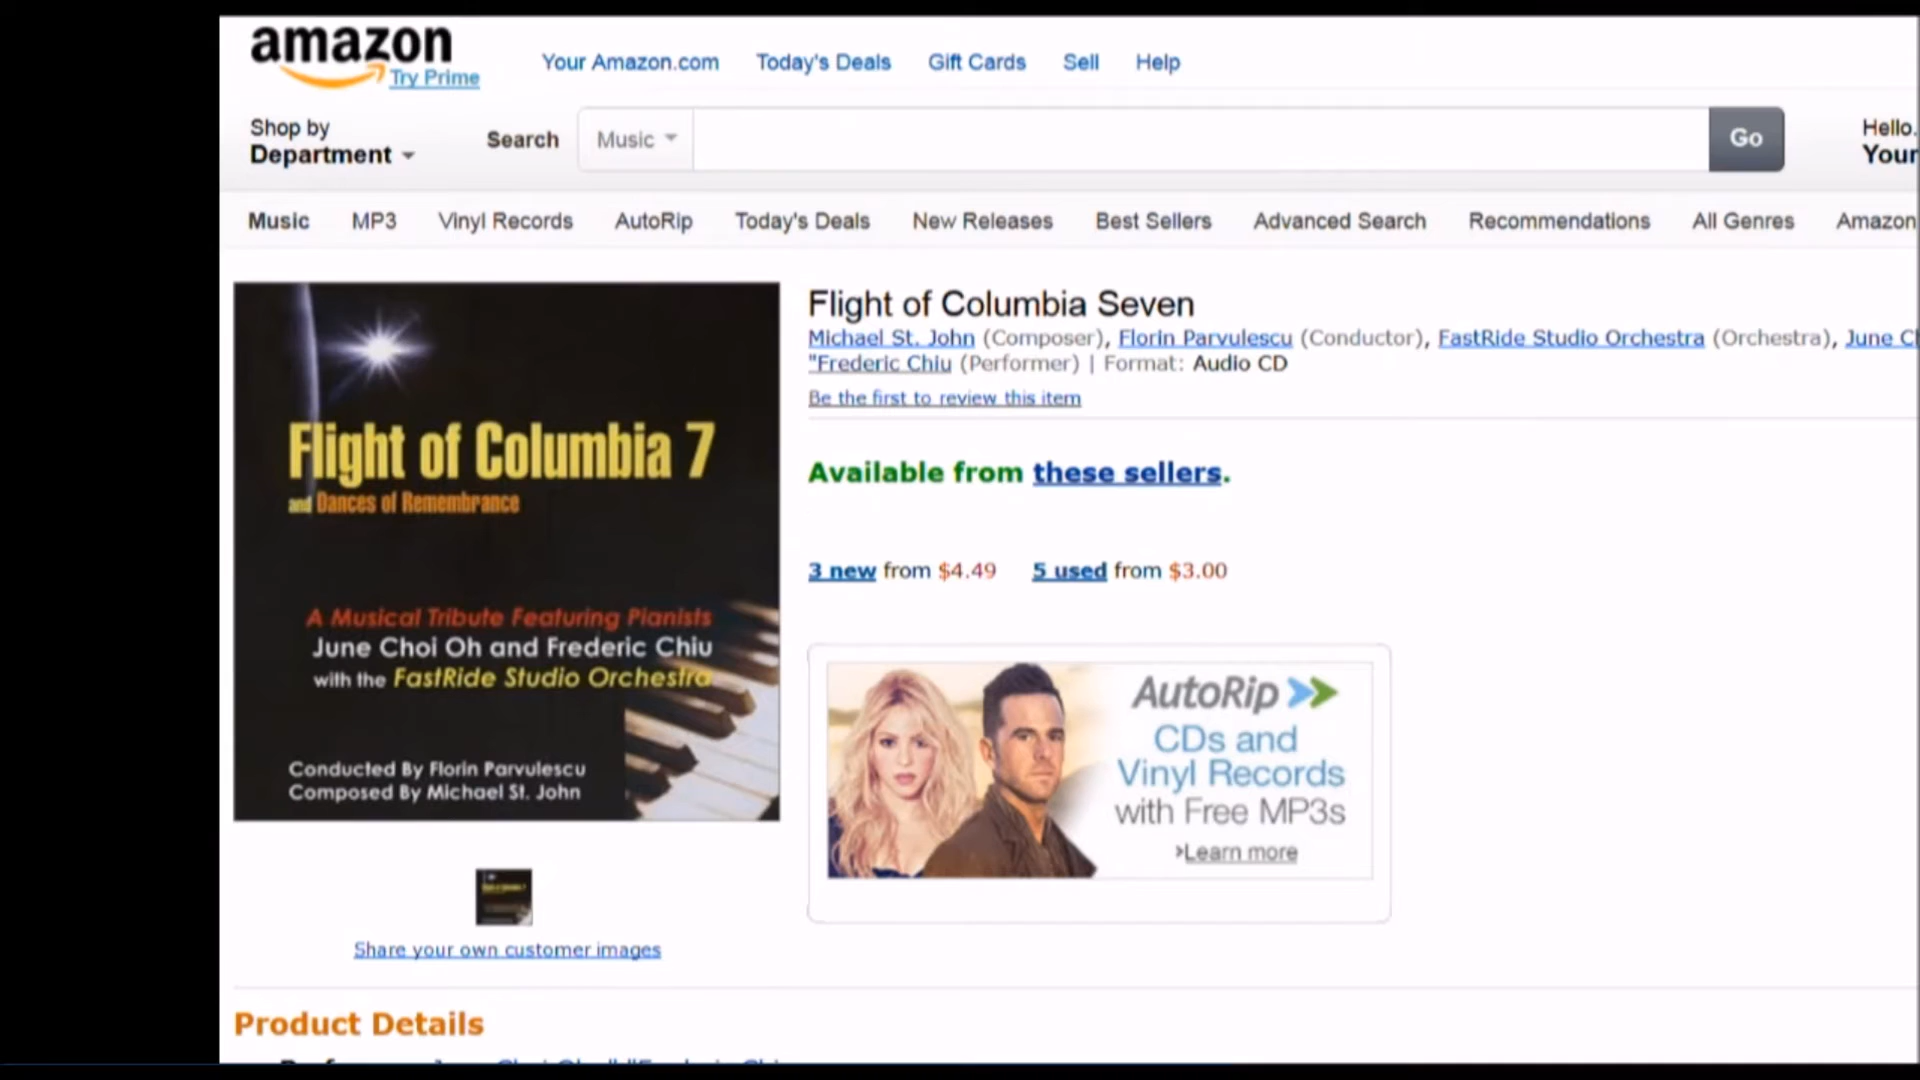 amazon
Try Prime
Your Amazon.com Today's Deals Gift Cards Sell Help
Shop by
Department
Search Music Go
Hello.
Your
Music MP3 Vinyl Records AutoRip Today's Deals New Releases Best Sellers Advanced Search Recommendations All Genres Amazon
Flight of Columbia 7
and Dances of Remembrance
A Musical Tribute Featuring Pianists
June Choi Oh and Frederic Chiu
with the FastRide Studio Orchestra
Conducted By Florin Parvulescu
Composed By Michael St. John
Share your own customer images
Flight of Columbia Seven
Michael St. John (Composer), Florin Parvulescu (Conductor), FastRide Studio Orchestra (Orchestra), June Ch
"Frederic Chiu (Performer) | Format: Audio CD
Be the first to review this item
Available from these sellers.
3 new from $4.49 5 used from $3.00
AutoRip
CDs and
Vinyl Records
with Free MP3s
›Learn more
Product Details